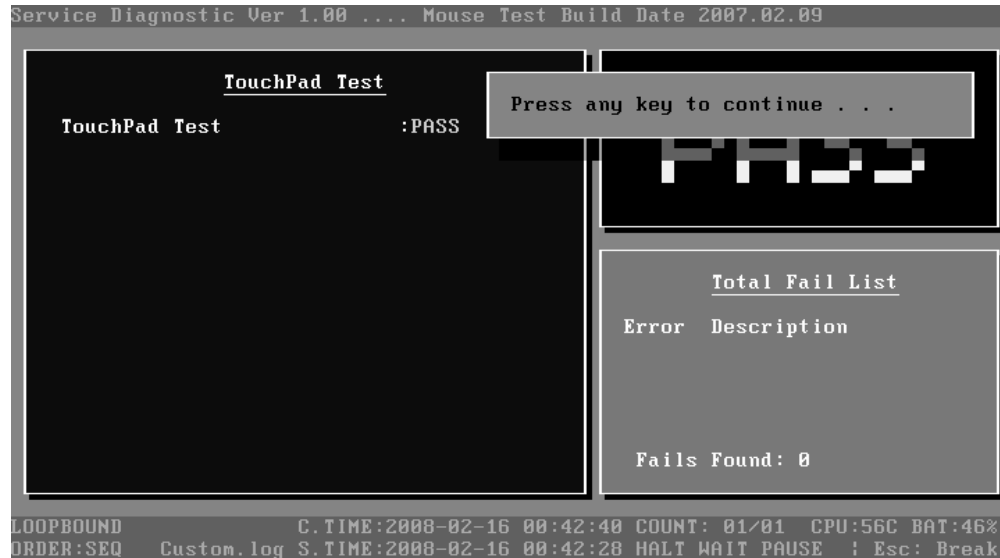 Service Diagnostic Ver 1.00 .... Mouse Test Build Date 2007.02.09
TouchPad Test
TouchPad Test :PASS
Press any key to continue . . .
PASS
Total Fail List
Error Description
Fails Found: 0
LOOPBOUND C.TIME:2008-02-16 00:42:40 COUNT: 01/01 CPU:56C BAT:46%
ORDER:SEQ Custom.log S.TIME:2008-02-16 00:42:28 HALT WAIT PAUSE ¦ Esc: Break